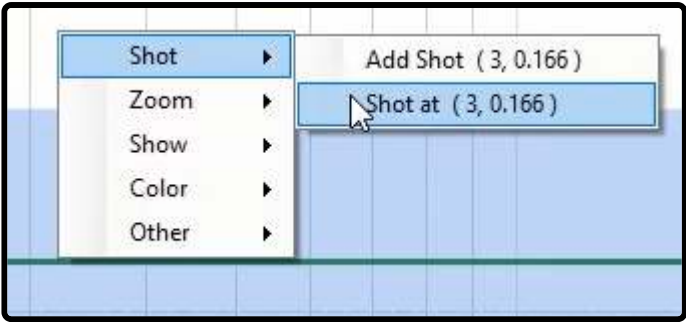 Shot
Zoom
Show
Color
Other
Add Shot ( 3, 0.166 )
Shot at ( 3, 0.166 )